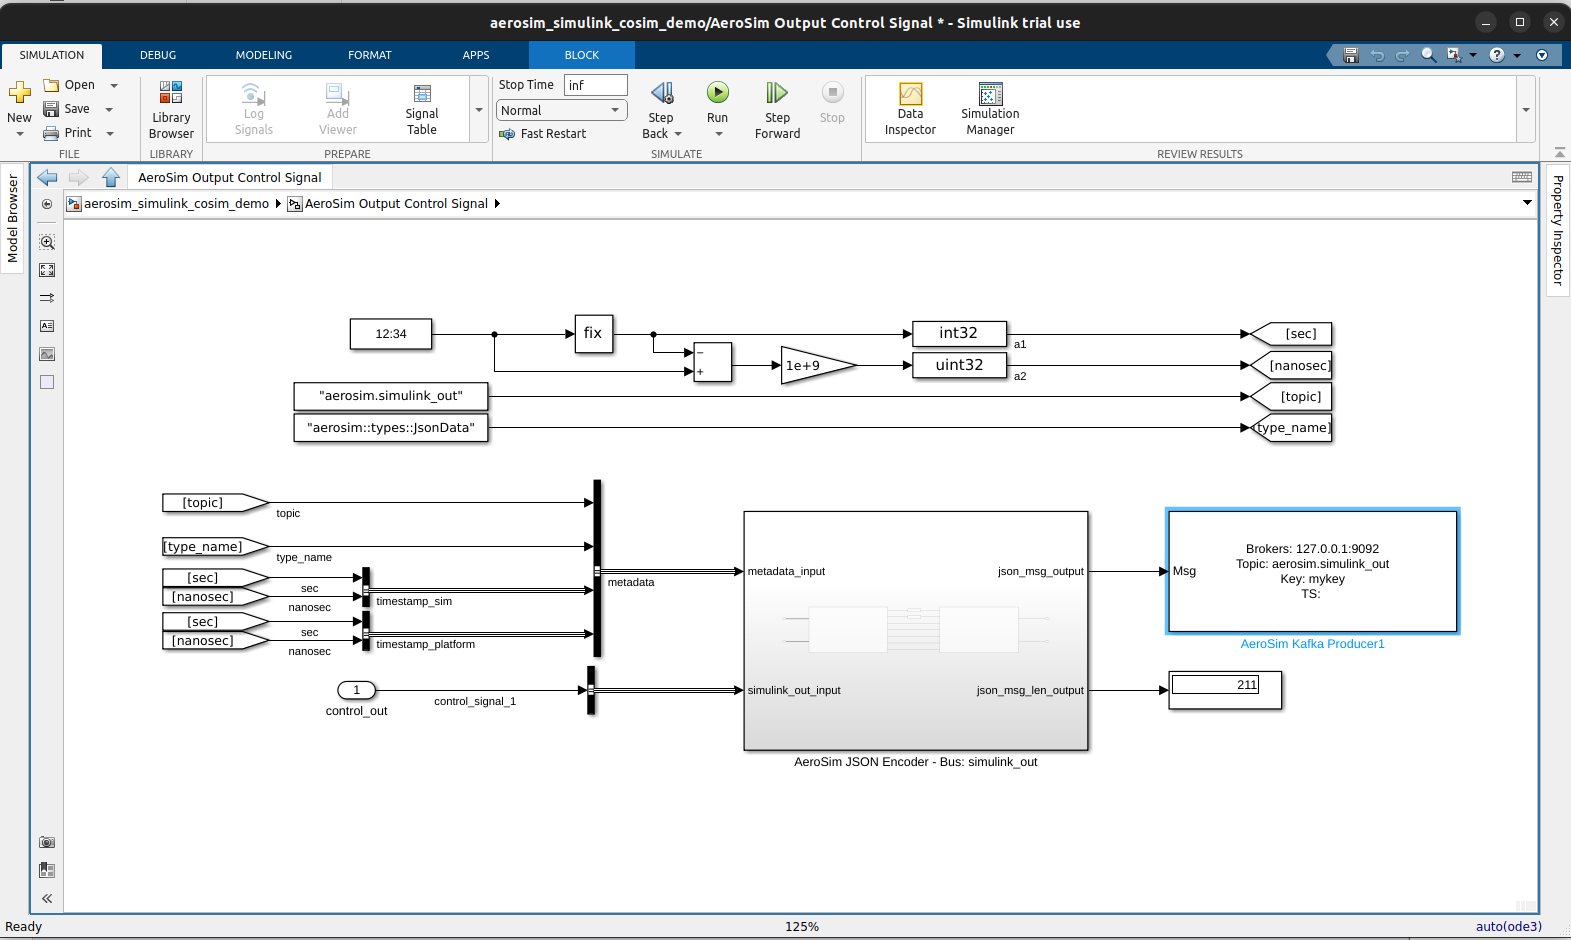 aerosim_simulink_cosim_demo/AeroSim Output Control Signal * - Simulink trial use
SIMULATION DEBUG MODELING FORMAT APPS BLOCK
New
Open
Save
Print
FILE
Library Browser
LIBRARY
Log Signals
Add Viewer
Signal Table
PREPARE
Stop Time inf
Normal
Fast Restart
Step Back
Run
Step Forward
Stop
SIMULATE
Data Inspector
Simulation Manager
REVIEW RESULTS
Model Browser
Property Inspector
AeroSim Output Control Signal
aerosim_simulink_cosim_demo AeroSim Output Control Signal
12:34
fix
int32
a1
[sec]
−
+
1e+9
uint32
a2
[nanosec]
"aerosim.simulink_out"
[topic]
"aerosim::types::JsonData"
[type_name]
[topic]
topic
[type_name]
type_name
[sec]
sec
[nanosec]
nanosec
timestamp_sim
[sec]
sec
[nanosec]
nanosec
timestamp_platform
metadata
1
control_out
control_signal_1
metadata_input
json_msg_output
simulink_out_input
json_msg_len_output
AeroSim JSON Encoder - Bus: simulink_out
Msg
Brokers: 127.0.0.1:9092
Topic: aerosim.simulink_out
Key: mykey
TS:
AeroSim Kafka Producer1
211
Ready
125%
auto(ode3)